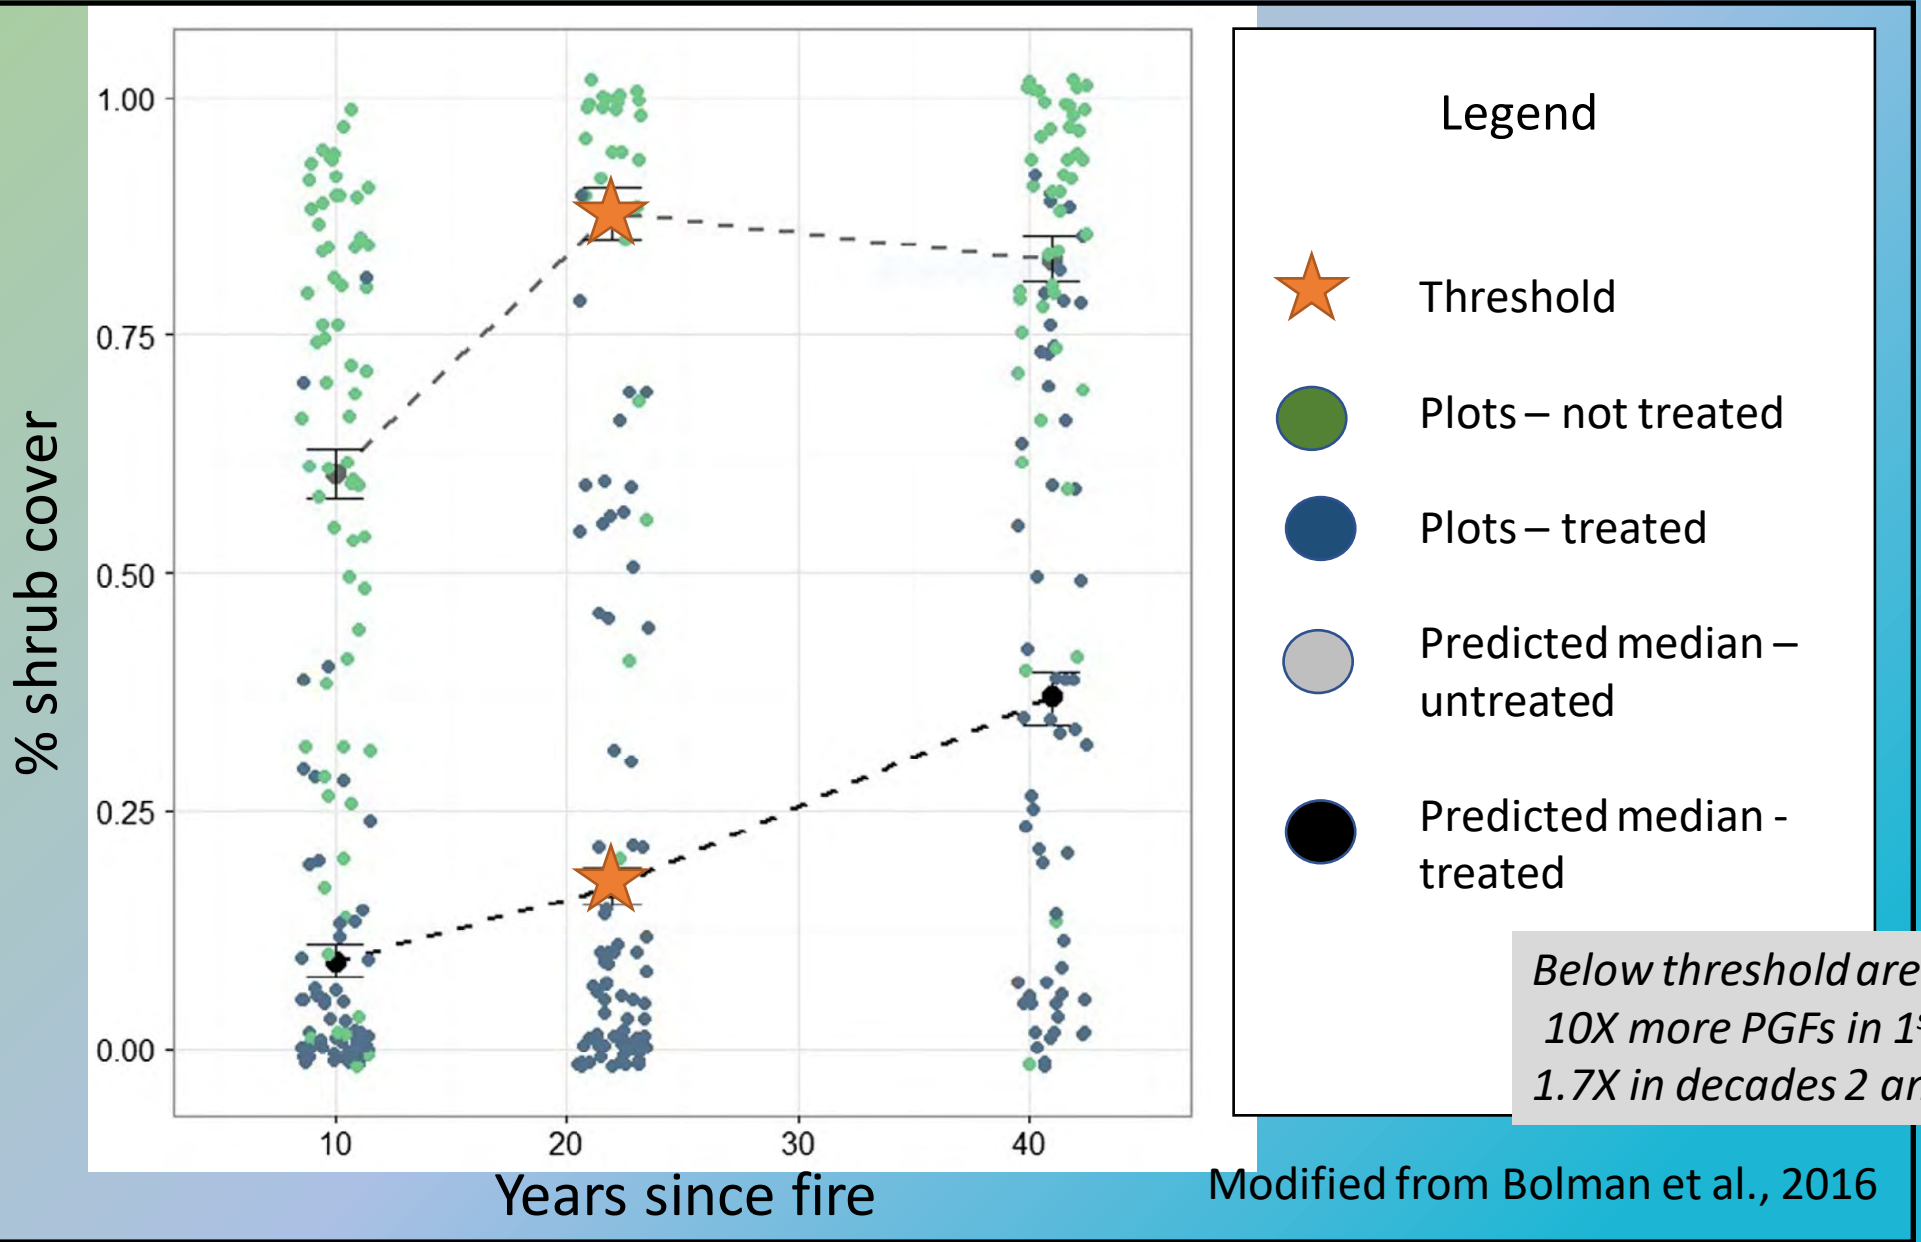 % shrub cover
1.00
0.75
0.50
0.25
0.00
10 20 30 40
Years since fire
Legend
Threshold
Plots – not treated
Plots – treated
Predicted median –
untreated
Predicted median -
treated
Below threshold are
10X more PGFs in 1
1.7X in decades 2
Modified from Bolman et al., 2016